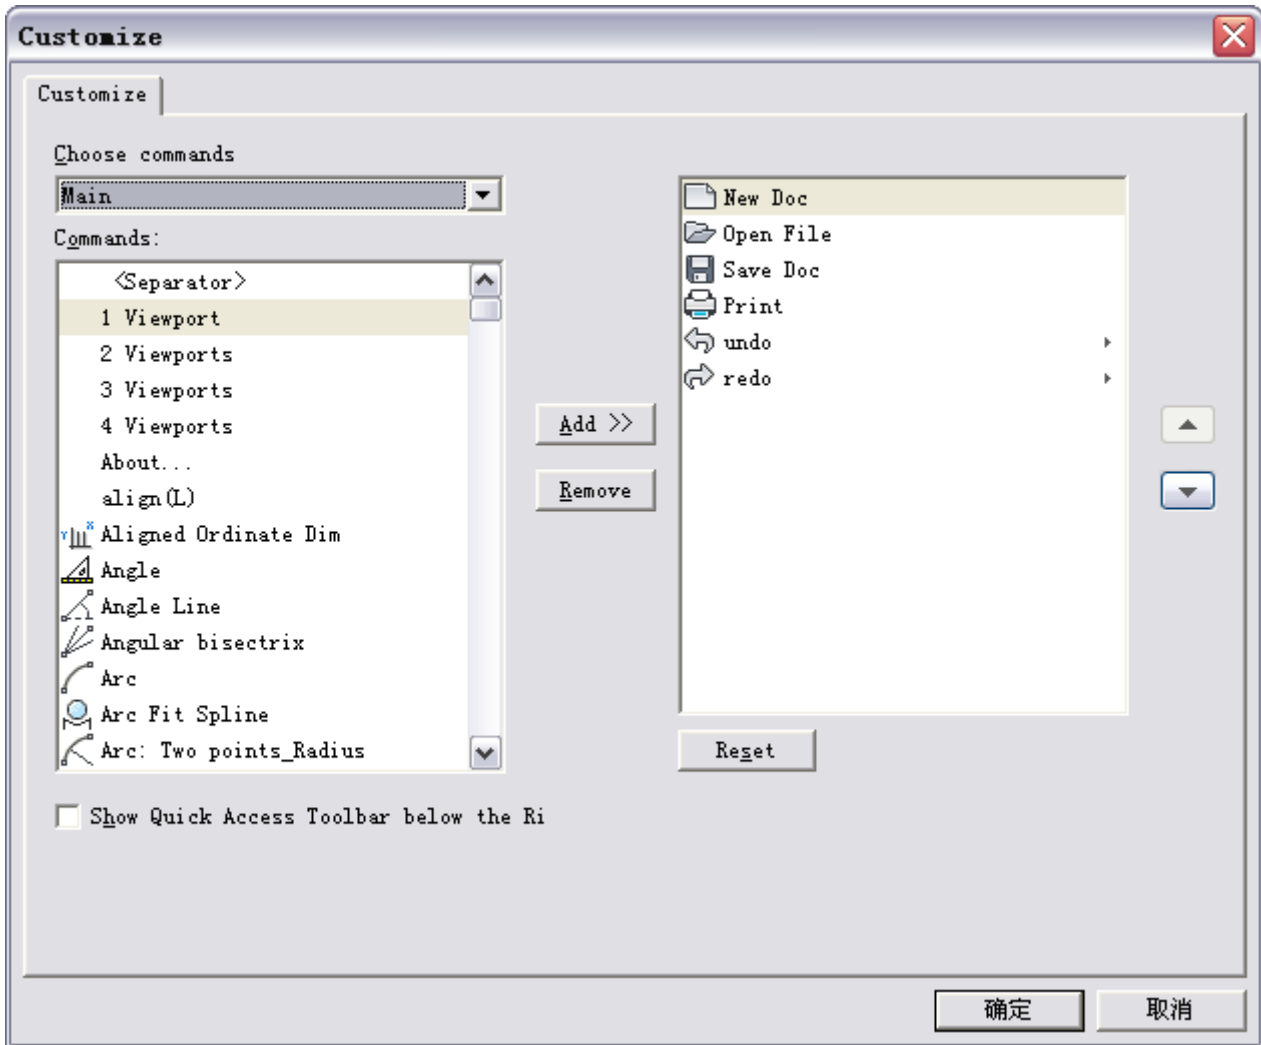 Customize
Customize
Choose commands
Main
Commands:
<Separator>
1 Viewport
2 Viewports
3 Viewports
4 Viewports
About...
align(L)
Aligned Ordinate Dim
Angle
Angle Line
Angular bisectrix
Arc
Arc Fit Spline
Arc: Two points_Radius
Add >>
Remove
New Doc
Open File
Save Doc
Print
undo
redo
Reset
Show Quick Access Toolbar below the Ri
确定
取消